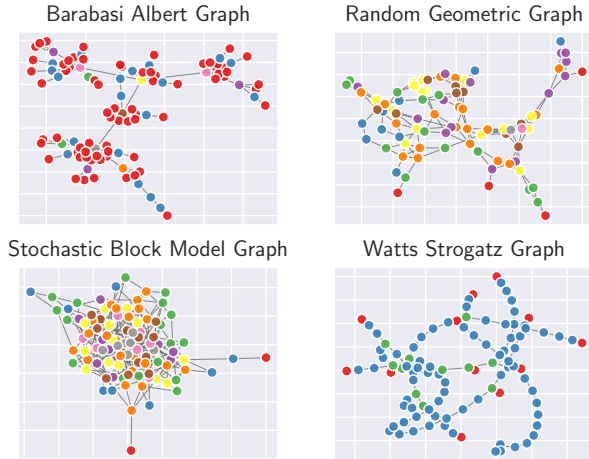 Barabasi Albert Graph
Random Geometric Graph
Stochastic Block Model Graph
Watts Strogatz Graph